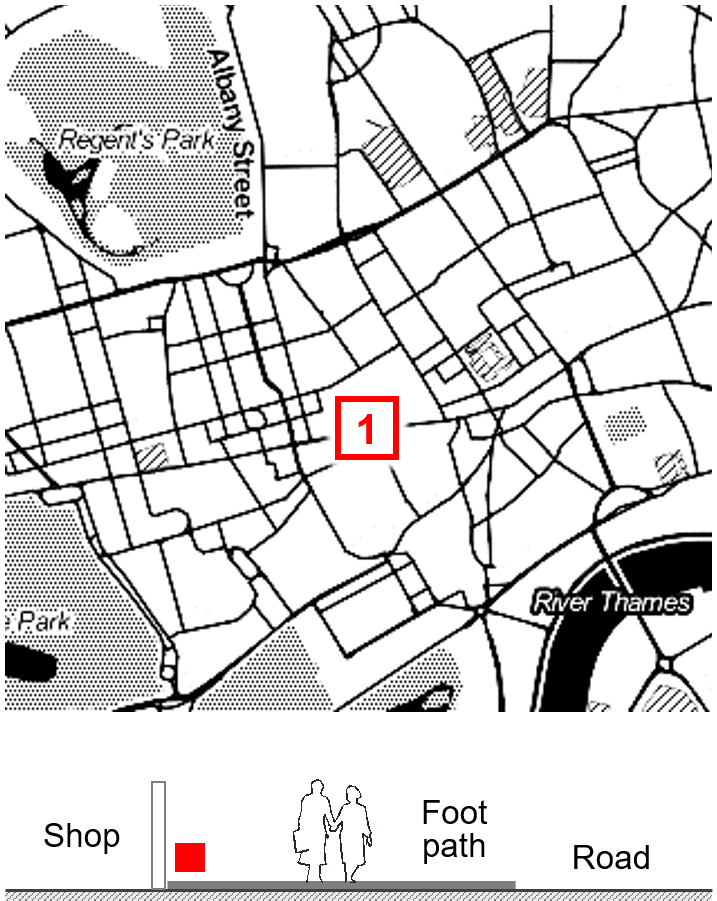 Albany Street
Regent's Park
1
River Thames
e Park
Shop
Foot
path
Road